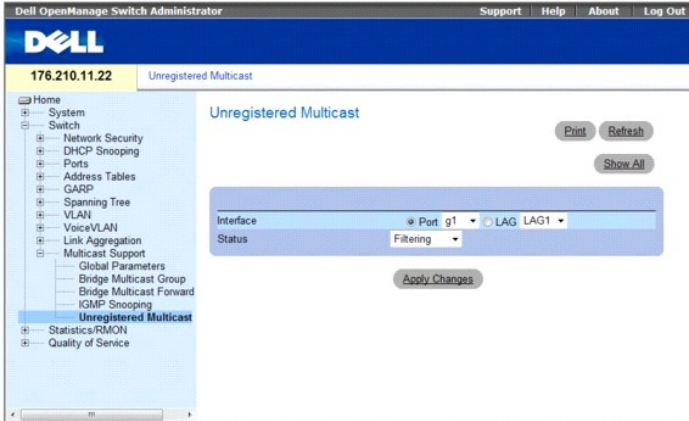 Dell OpenManage Switch Administrator
Support Help About Log Out
DELL
176.210.11.22
Unregistered Multicast
Home
System
Switch
Network Security
DHCP Snooping
Ports
Address Tables
GARP
Spanning Tree
VLAN
VoiceVLAN
Link Aggregation
Multicast Support
Global Parameters
Bridge Multicast Group
Bridge Multicast Forward
IGMP Snooping
Unregistered Multicast
Statistics/RMON
Quality of Service
Unregistered Multicast
Print Refresh
Show All
Interface Port g1 LAG LAG1
Status Filtering
Apply Changes